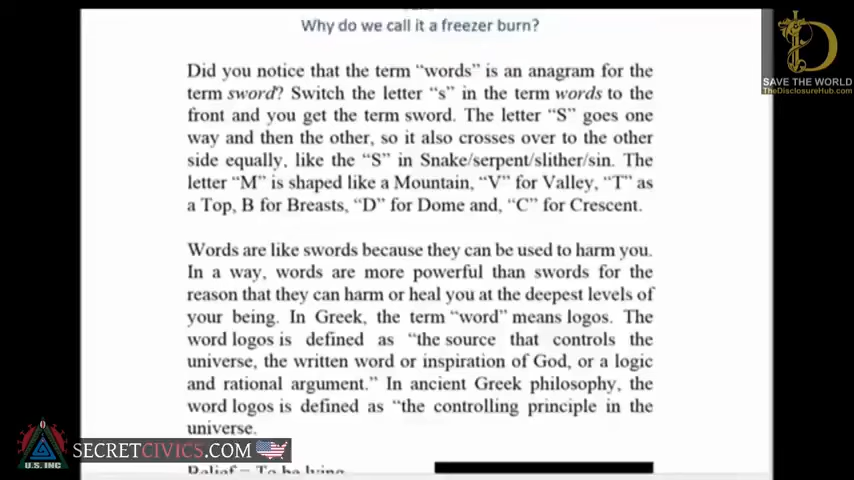 Why do we call it a freezer burn?
Did you notice that the term “words” is an anagram for the
term sword? Switch the letter “s” in the term words to the
front and you get the term sword. The letter “S” goes one
way and then the other, so it also crosses over to the other
side equally, like the “S” in Snake/serpent/slither/sin. The
letter “M” is shaped like a Mountain, “V” for Valley, “T” as
a Top, B for Breasts, “D” for Dome and, “C” for Crescent.
Words are like swords because they can be used to harm you.
In a way, words are more powerful than swords for the
reason that they can harm or heal you at the deepest levels of
your being. In Greek, the term “word” means logos. The
word logos is defined as “the source that controls the
universe, the written word or inspiration of God, or a logic
and rational argument.” In ancient Greek philosophy, the
word logos is defined as “the controlling principle in the
universe.
Belief = To be lying
D
SAVE THE WORLD
TheDisclosureHub.com
U.S. INC
SECRETCIVICS.COM